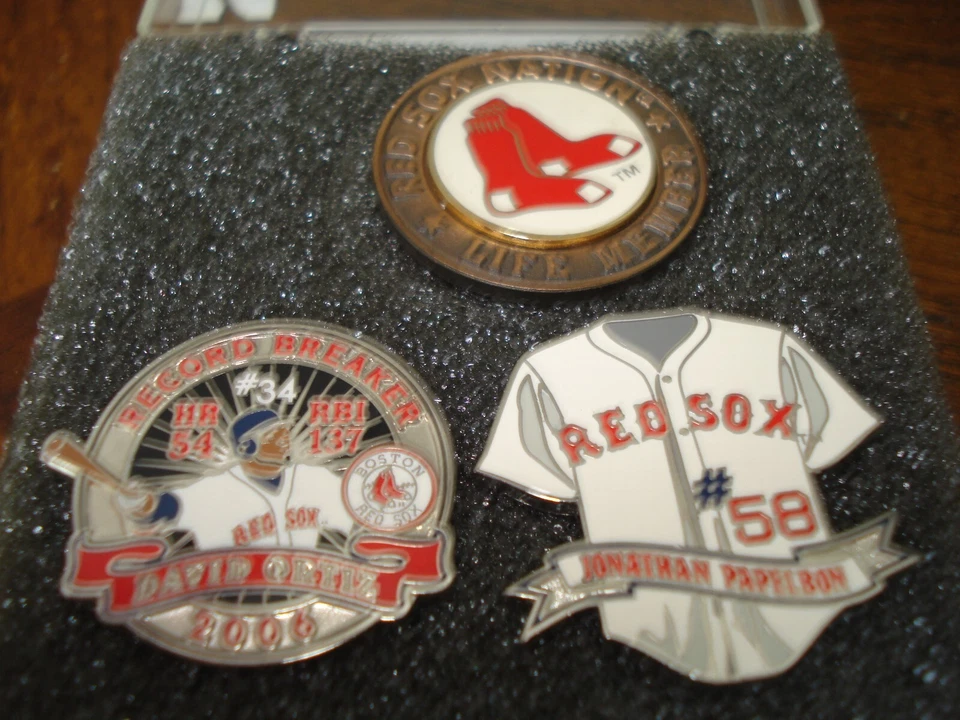 RED SOX NATION™
TM
LIFE MEMBER
RECORD BREAKER
#34
HR RBI
54 137
BOSTON
RED SOX
RED SOX
DAVID ORTIZ
2006
RED SOX
#58
JONATHAN PAPELBON